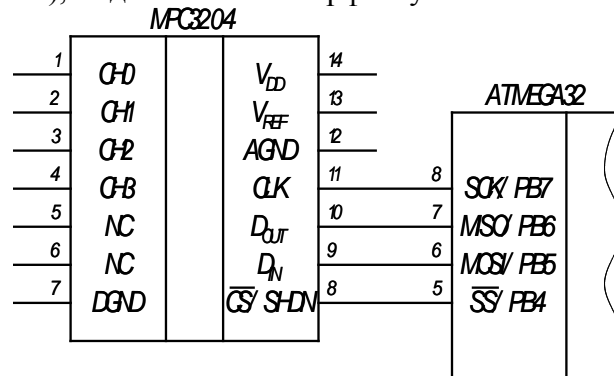 MPC3204
1 CH0 VDD 14
2 CH1 VREF 13
3 CH2 AGND 12
4 CH3 CLK 11
5 NC DOUT 10
6 NC DIN 9
7 DGND CS/ SHDN 8
ATMEGA32
8 SCK/ PB7
7 MISO/ PB6
6 MOSI/ PB5
5 SS/ PB4